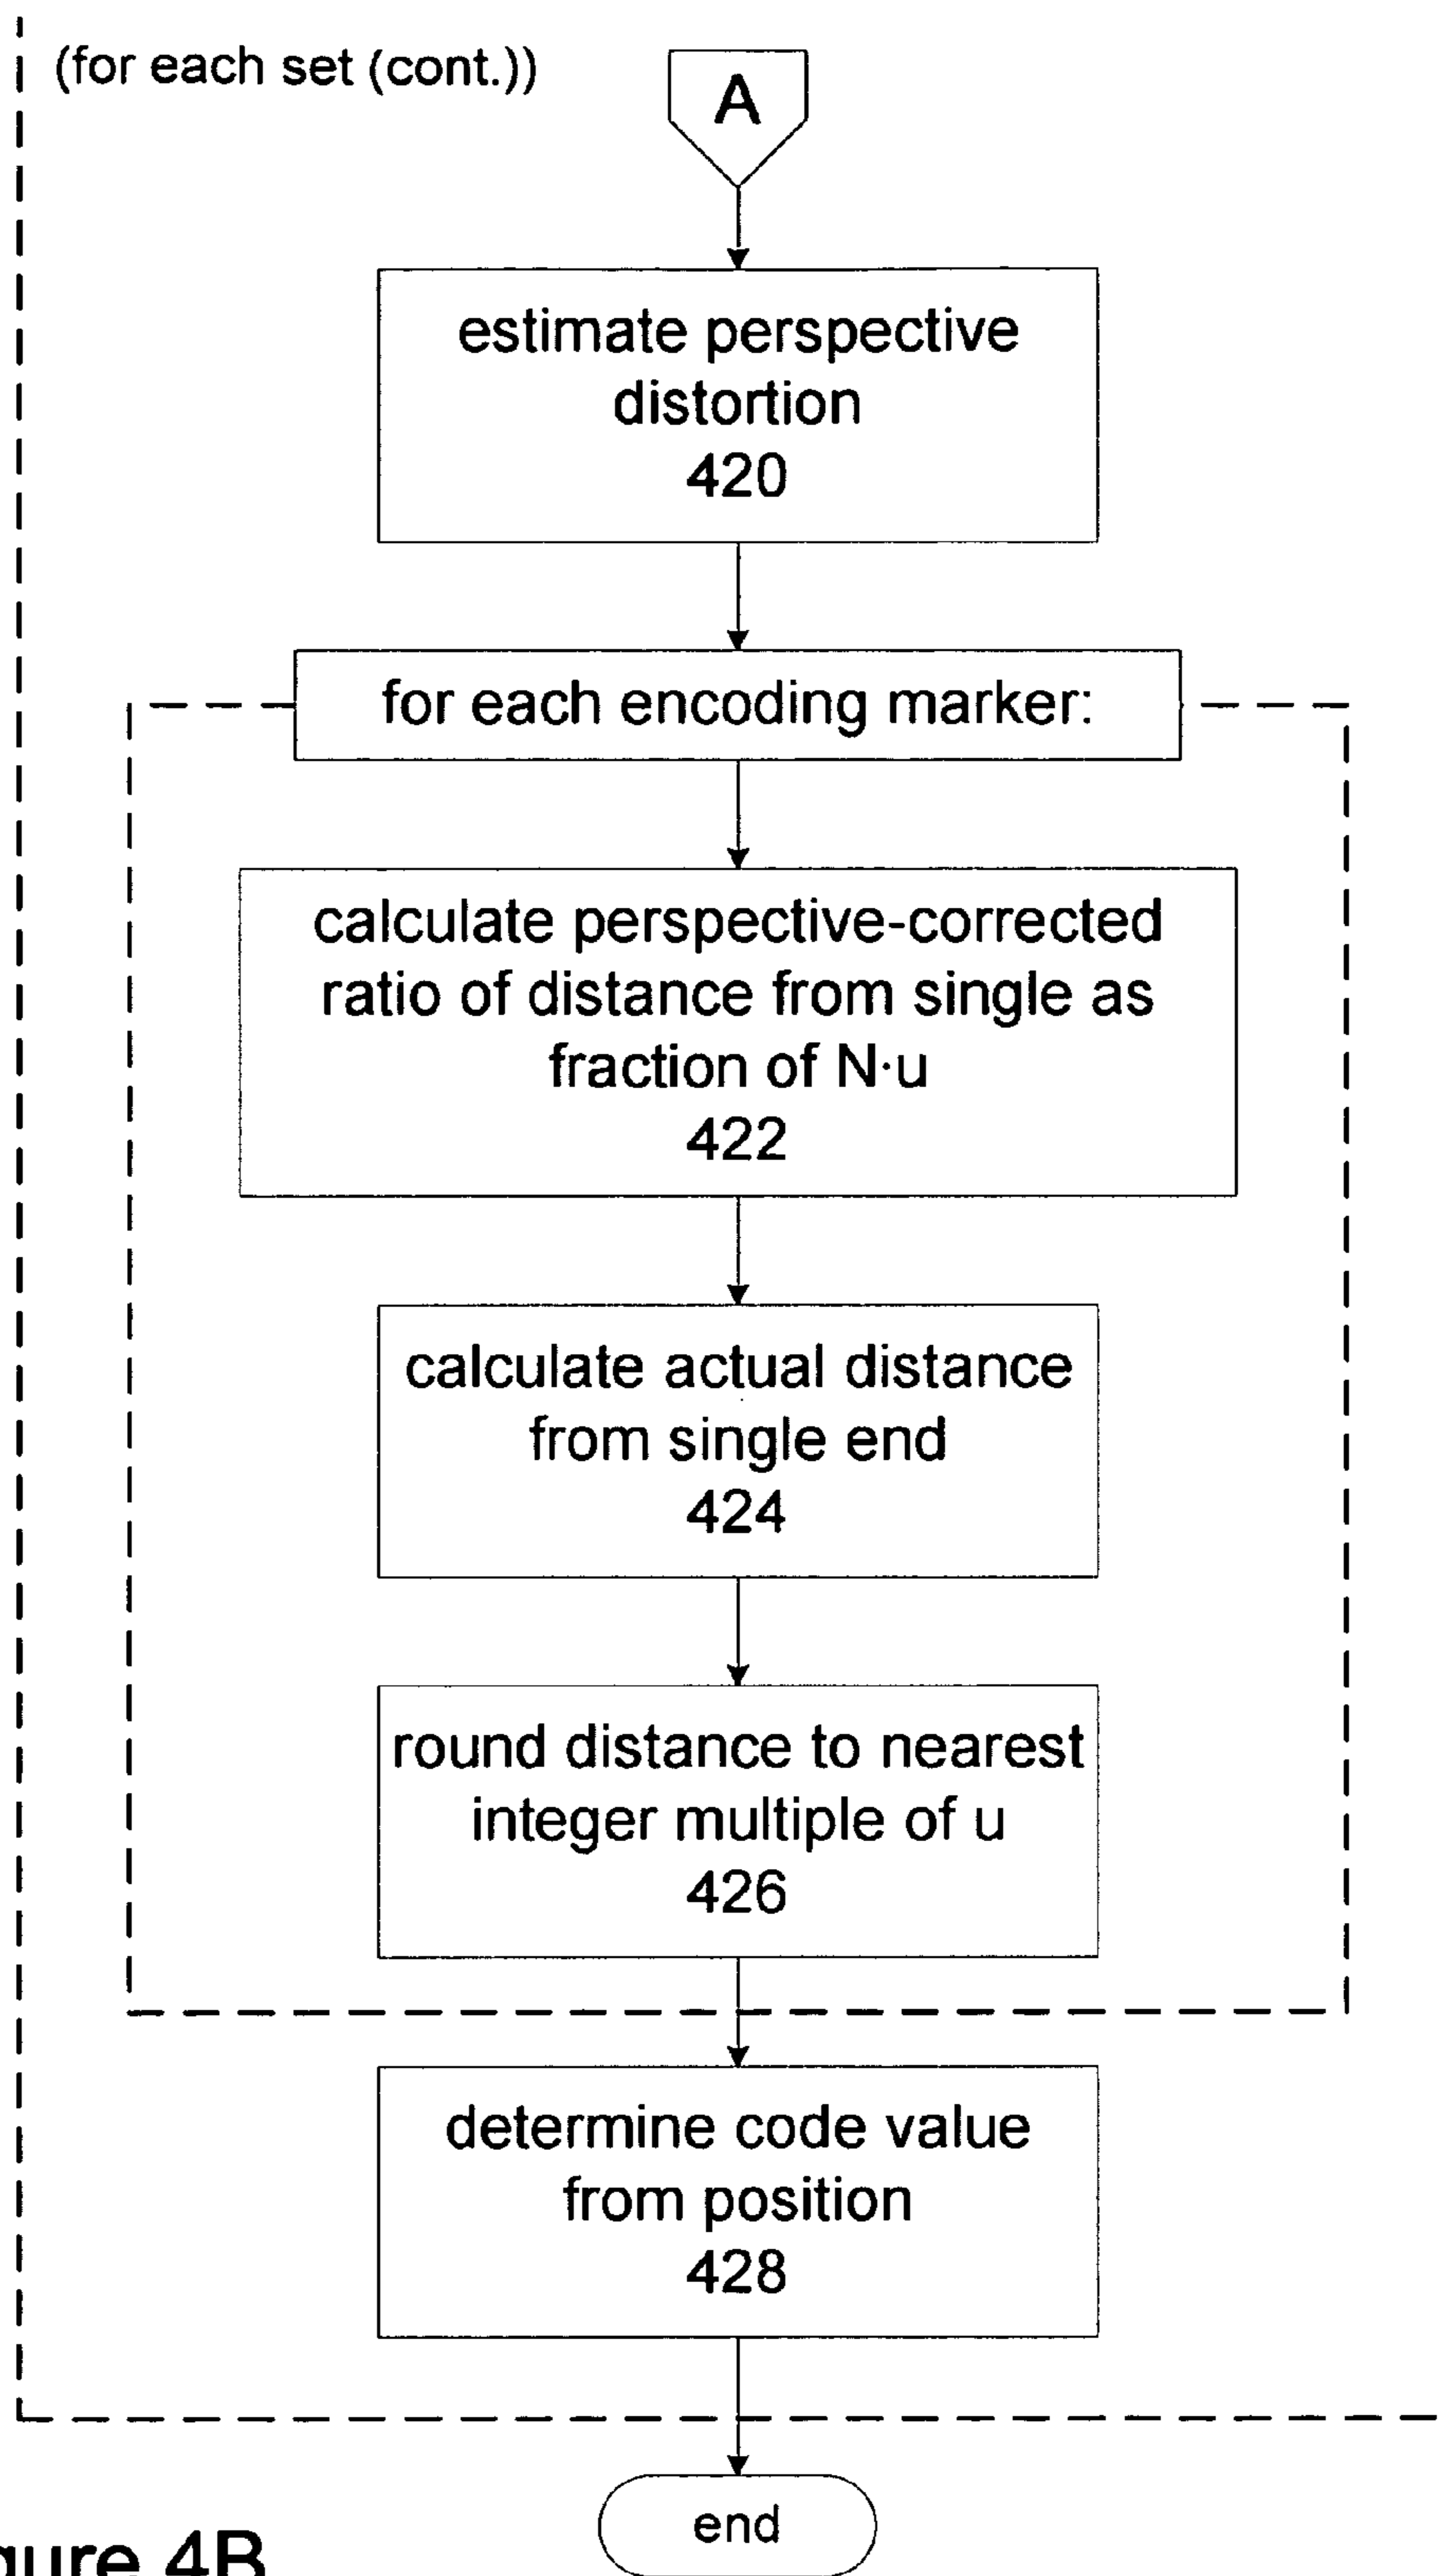 (for each set (cont.))
A
estimate perspective
distortion
420
for each encoding marker:
calculate perspective-corrected
ratio of distance from single as
fraction of N·u
422
calculate actual distance
from single end
424
round distance to nearest
integer multiple of u
426
determine code value
from position
428
end
gure 4B